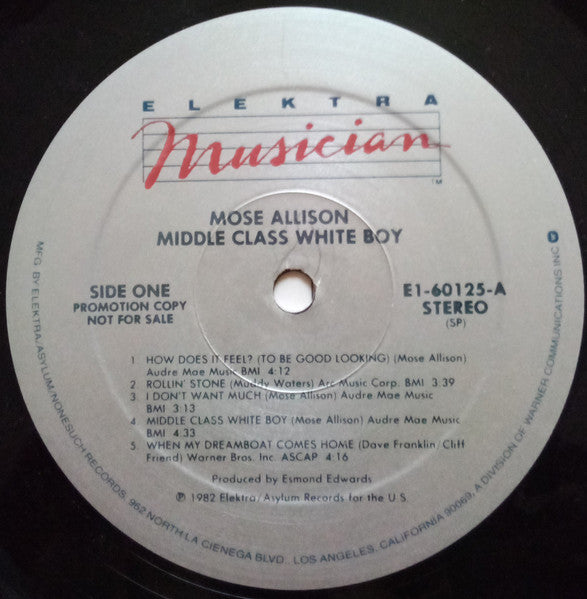 ELEKTRA
Musician
TM
MOSE ALLISON
MIDDLE CLASS WHITE BOY
SIDE ONE
PROMOTION COPY
NOT FOR SALE
E1-60125-A
STEREO
(SP)
1. HOW DOES IT FEEL? (TO BE GOOD LOOKING) (Mose Allison)
Audre Mae Music BMI 4:12
2. ROLLIN' STONE (Muddy Waters) Arc Music Corp. BMI 3:39
3. I DON'T WANT MUCH (Mose Allison) Audre Mae Music
BMI 3:13
4. MIDDLE CLASS WHITE BOY (Mose Allison) Audre Mae Music
BMI 4:33
5. WHEN MY DREAMBOAT COMES HOME (Dave Franklin/Cliff
Friend) Warner Bros. Inc. ASCAP 4:16
Produced by Esmond Edwards
℗ 1982 Elektra/Asylum Records for the U.S.
MFG. BY ELEKTRA/ASYLUM/NONESUCH RECORDS, 962 NORTH LA CIENEGA BLVD., LOS ANGELES, CALIFORNIA 90069, A DIVISION OF WARNER COMMUNICATIONS INC.